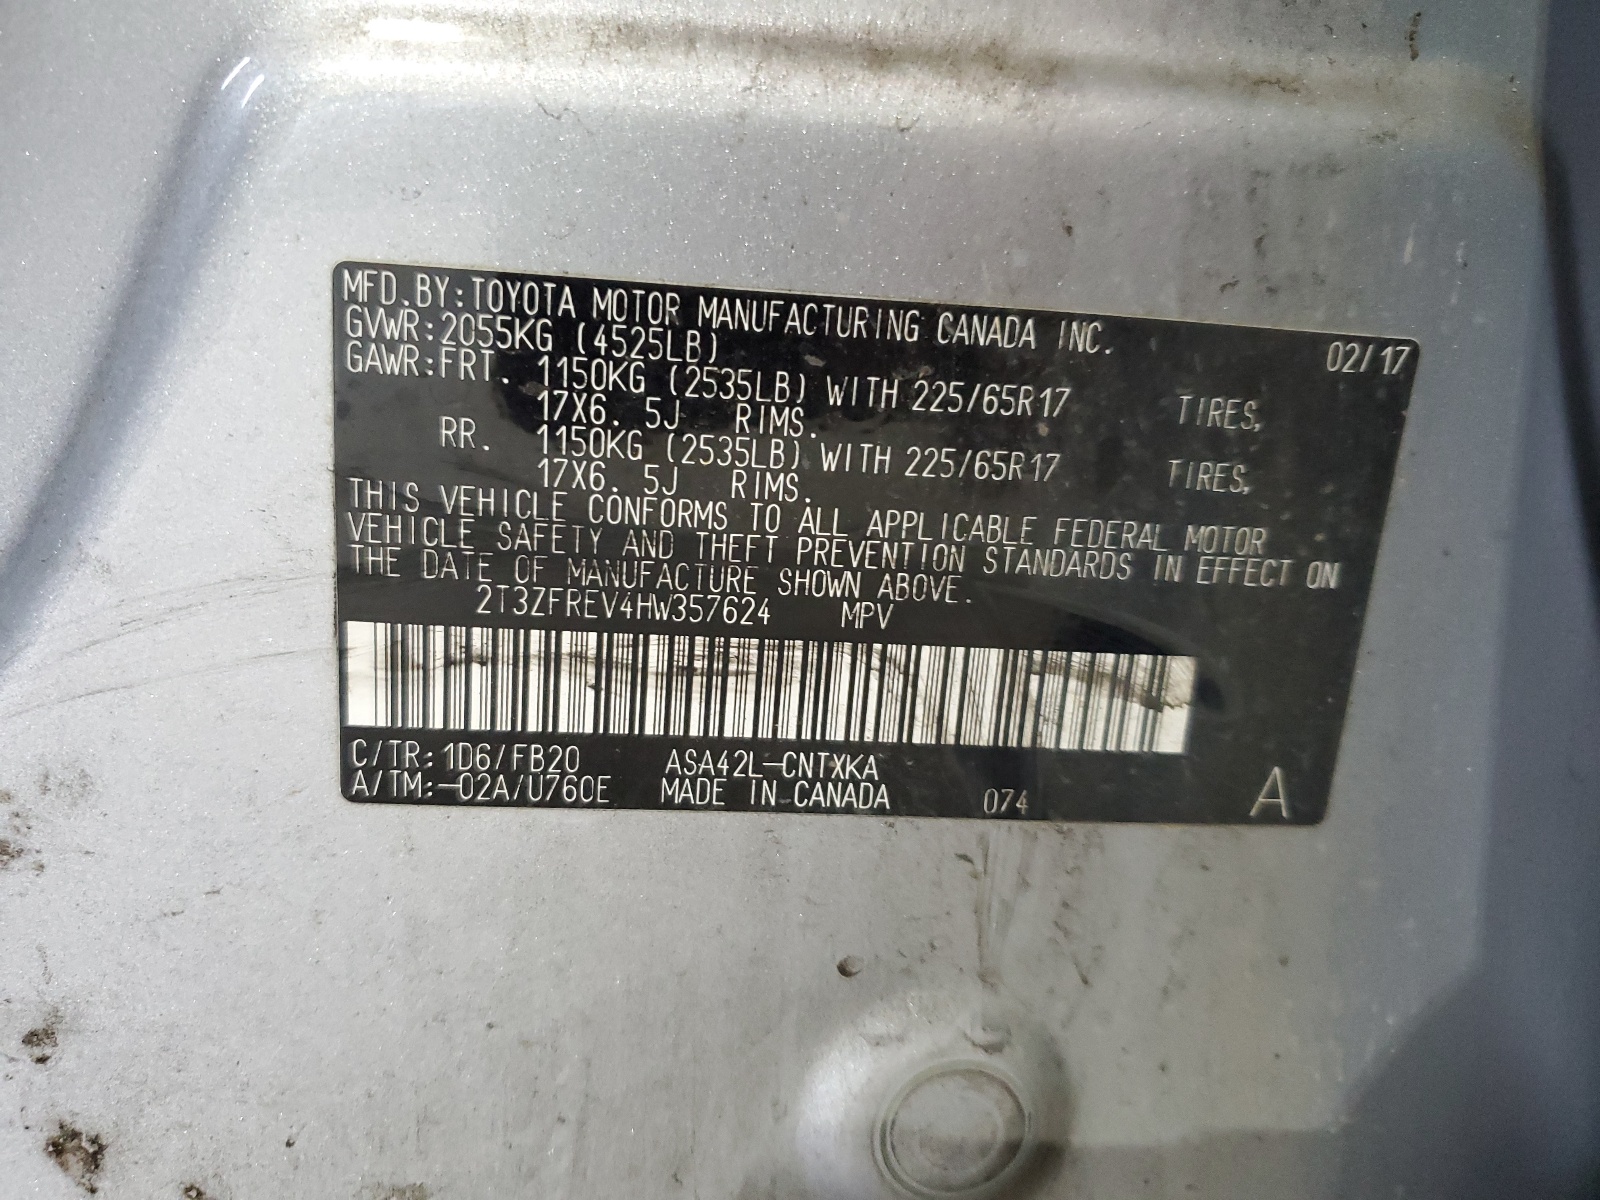 MFD.BY:TOYOTA MOTOR MANUFACTURING CANADA INC. 02/17
GVWR:2055KG (4525LB)
GAWR:FRT. 1150KG (2535LB) WITH 225/65R17 TIRES,
17X6. 5J RIMS.
RR. 1150KG (2535LB) WITH 225/65R17 TIRES,
17X6. 5J RIMS.
THIS VEHICLE CONFORMS TO ALL APPLICABLE FEDERAL MOTOR
VEHICLE SAFETY AND THEFT PREVENTION STANDARDS IN EFFECT ON
THE DATE OF MANUFACTURE SHOWN ABOVE.
2T3ZFREV4HW357624 MPV
C/TR:1D6/FB20 ASA42L-CNTXKA
A/TM:-02A/U760E MADE IN CANADA 074 A